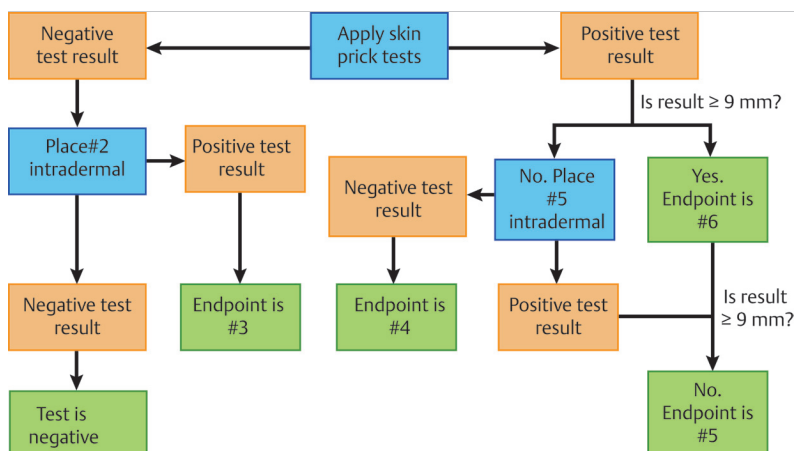 Negative
test result
Apply skin
prick tests
Positive test
result
Is result ≥ 9 mm?
Place#2
intradermal
Positive test
result
Negative test
result
No. Place
#5
intradermal
Yes.
Endpoint is
#6
Negative test
result
Endpoint is
#3
Endpoint is
#4
Positive test
result
Is result
≥ 9 mm?
Test is
negative
No.
Endpoint is
#5